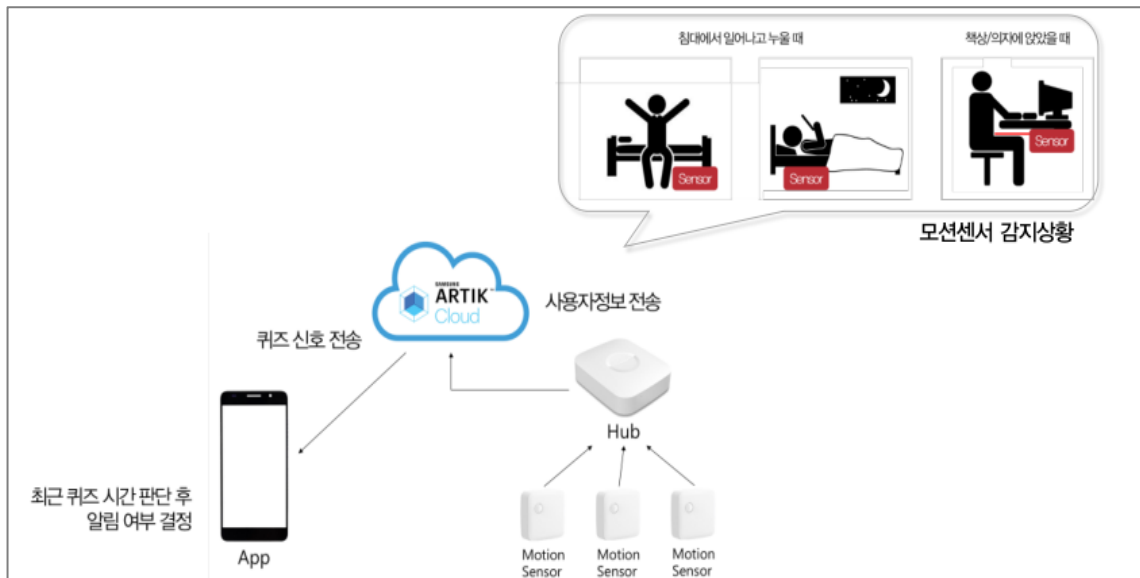 침대에서 일어나고 누울 때
책상/의자에 앉았을 때
Sensor
Sensor
Sensor
모션센서 감지상황
SAMSUNG
ARTIK™
Cloud
사용자정보 전송
퀴즈 신호 전송
Hub
최근 퀴즈 시간 판단 후
알림 여부 결정
App
Motion
Sensor
Motion
Sensor
Motion
Sensor